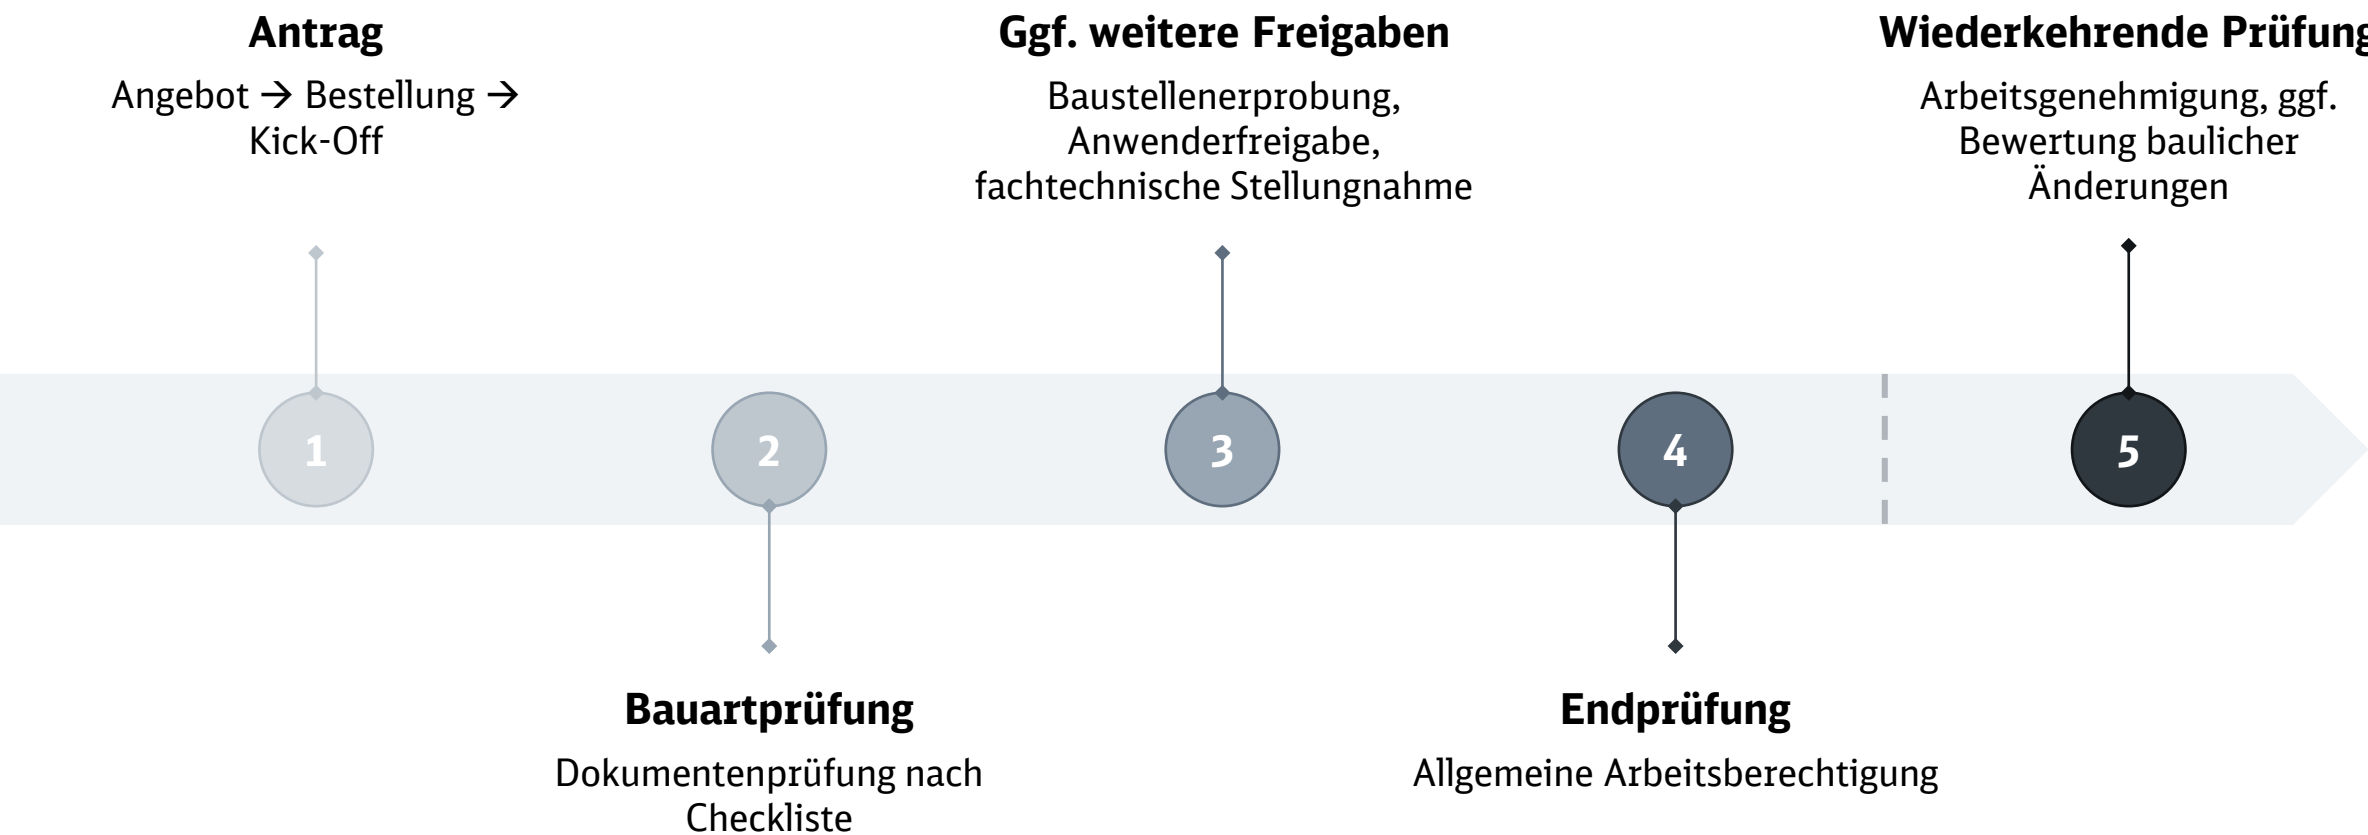 Antrag
Angebot → Bestellung →
Kick-Off
Ggf. weitere Freigaben
Baustellenerprobung,
Anwenderfreigabe,
fachtechnische Stellungnahme
Wiederkehrende Prüfung
Arbeitsgenehmigung, ggf.
Bewertung baulicher
Änderungen
1
2
3
4
5
Bauartprüfung
Dokumentenprüfung nach
Checkliste
Endprüfung
Allgemeine Arbeitsberechtigung